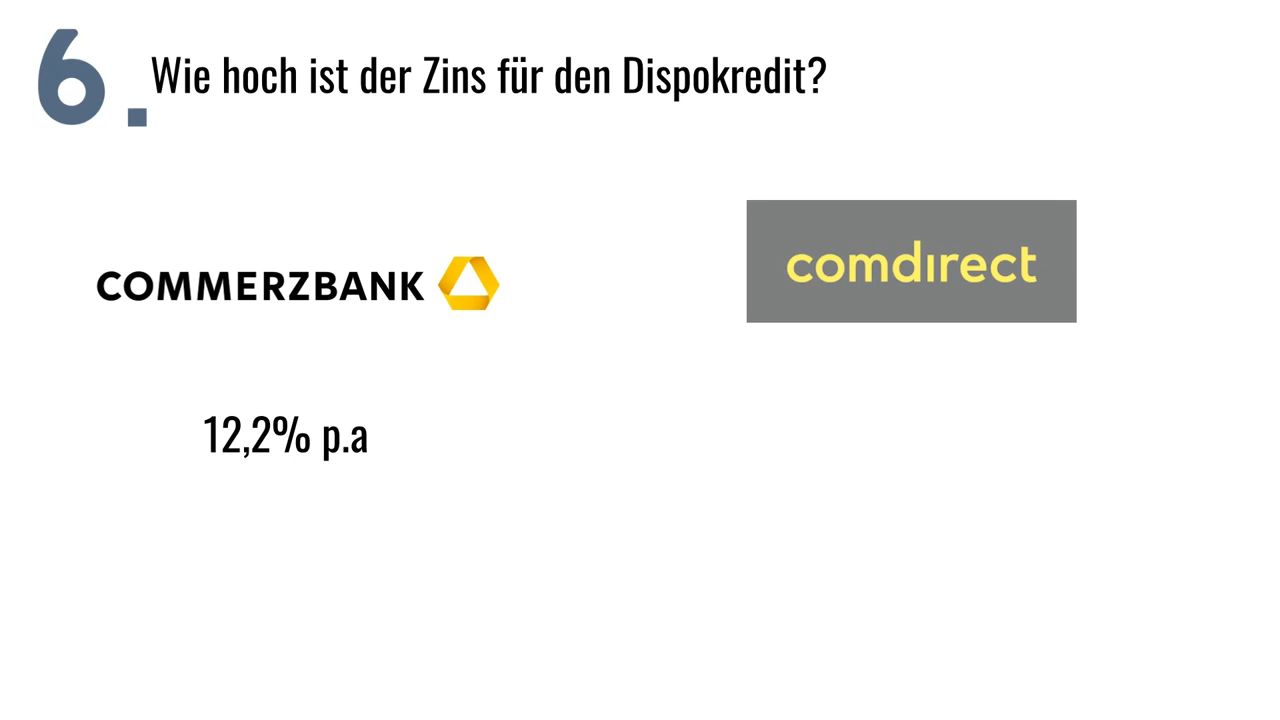 6. Wie hoch ist der Zins für den Dispokredit?
COMMERZBANK
comdirect
12,2% p.a